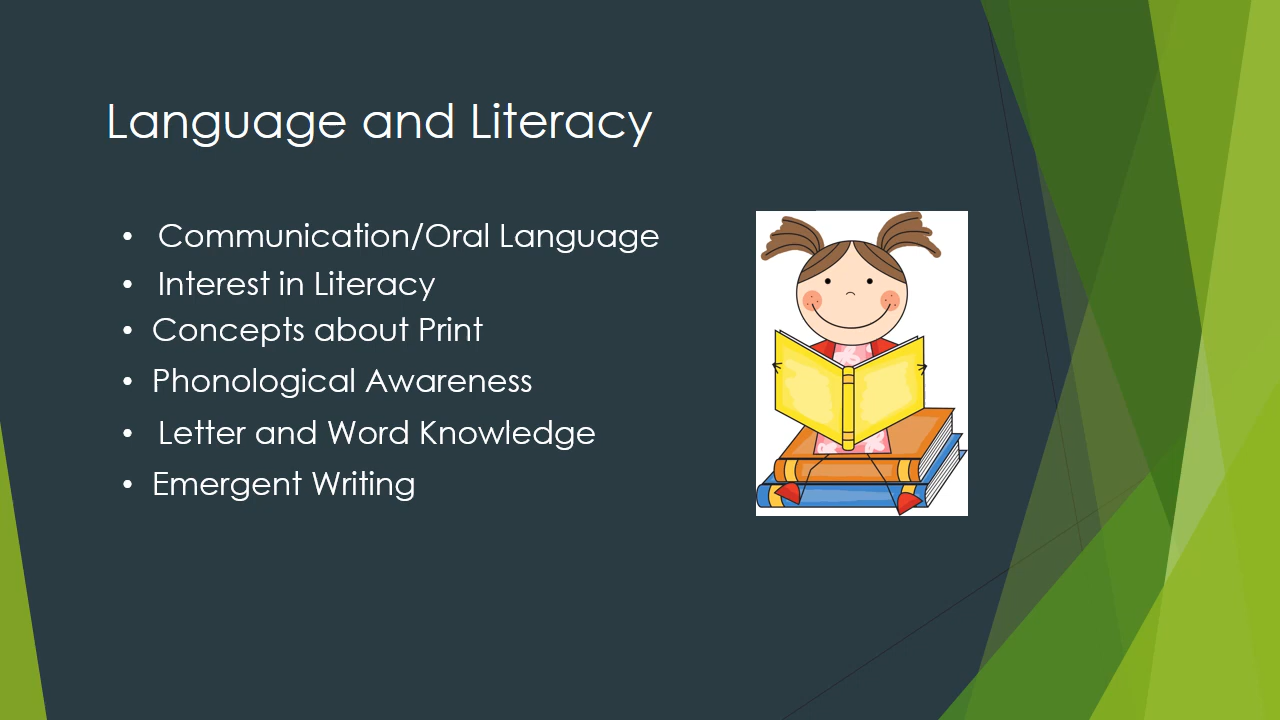 Language and Literacy
• Communication/Oral Language
• Interest in Literacy
• Concepts about Print
• Phonological Awareness
• Letter and Word Knowledge
• Emergent Writing